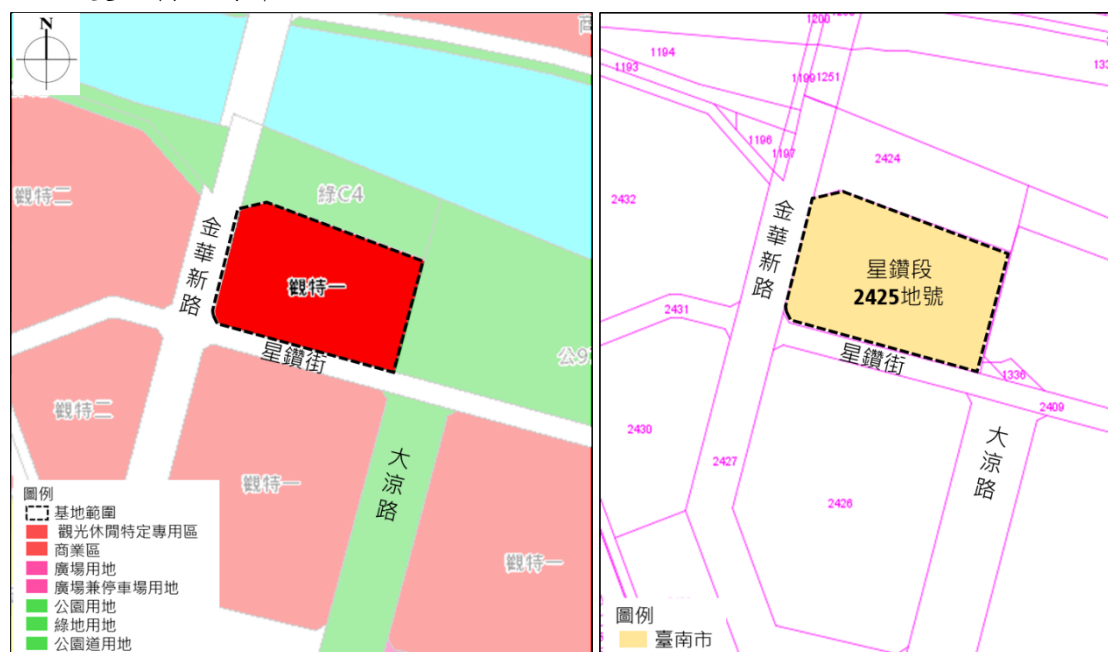 N
商
觀特二
綠C4
金華新路
觀特一
公9
星鑽街
觀特二
觀特一
大涼路
觀特一
圖例
基地範圍
觀光休閒特定專用區
商業區
廣場用地
廣場兼停車場用地
公園用地
綠地用地
公園道用地
1200
1194
1193
1199
1251
133
1196
1197
2424
2432
金華新路
星鑽段
2425地號
2431
星鑽街
1336
2409
2430
大涼路
2427
2426
圖例
臺南市